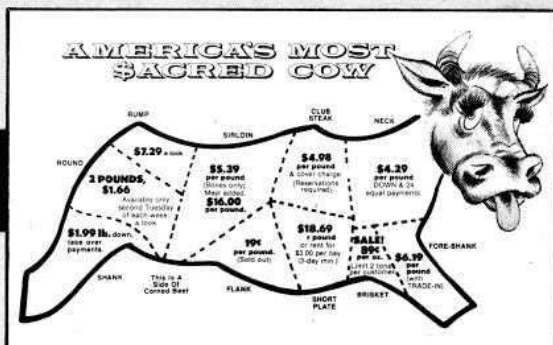 AMERICA'S MOST
$ACRED COW
RUMP
SIRLOIN
CLUB
STEAK
NECK
ROUND
$7.29 a look
2 POUNDS,
$1.66
Available only
second Tuesday
of each week
a look
$5.39
per pound
(Bones only)
Meat added,
$16.00
per pound.
$4.98
per pound
& cover charge
(Reservations
required)
$4.29
per pound
DOWN & 24
equal payments.
$1.99 lb. down,
take over
payments.
19¢
per pound.
(Sold out)
$18.69
a pound
or rent for
$3.00 per day
(3-day min.)
SALE!
89¢
per oz.
Limit 2 tons
per customer
$6.19
per
pound
(with
TRADE-IN)
FORE-SHANK
SHANK
This Is A
Side Of
Corned Beef
FLANK
SHORT
PLATE
BRISKET